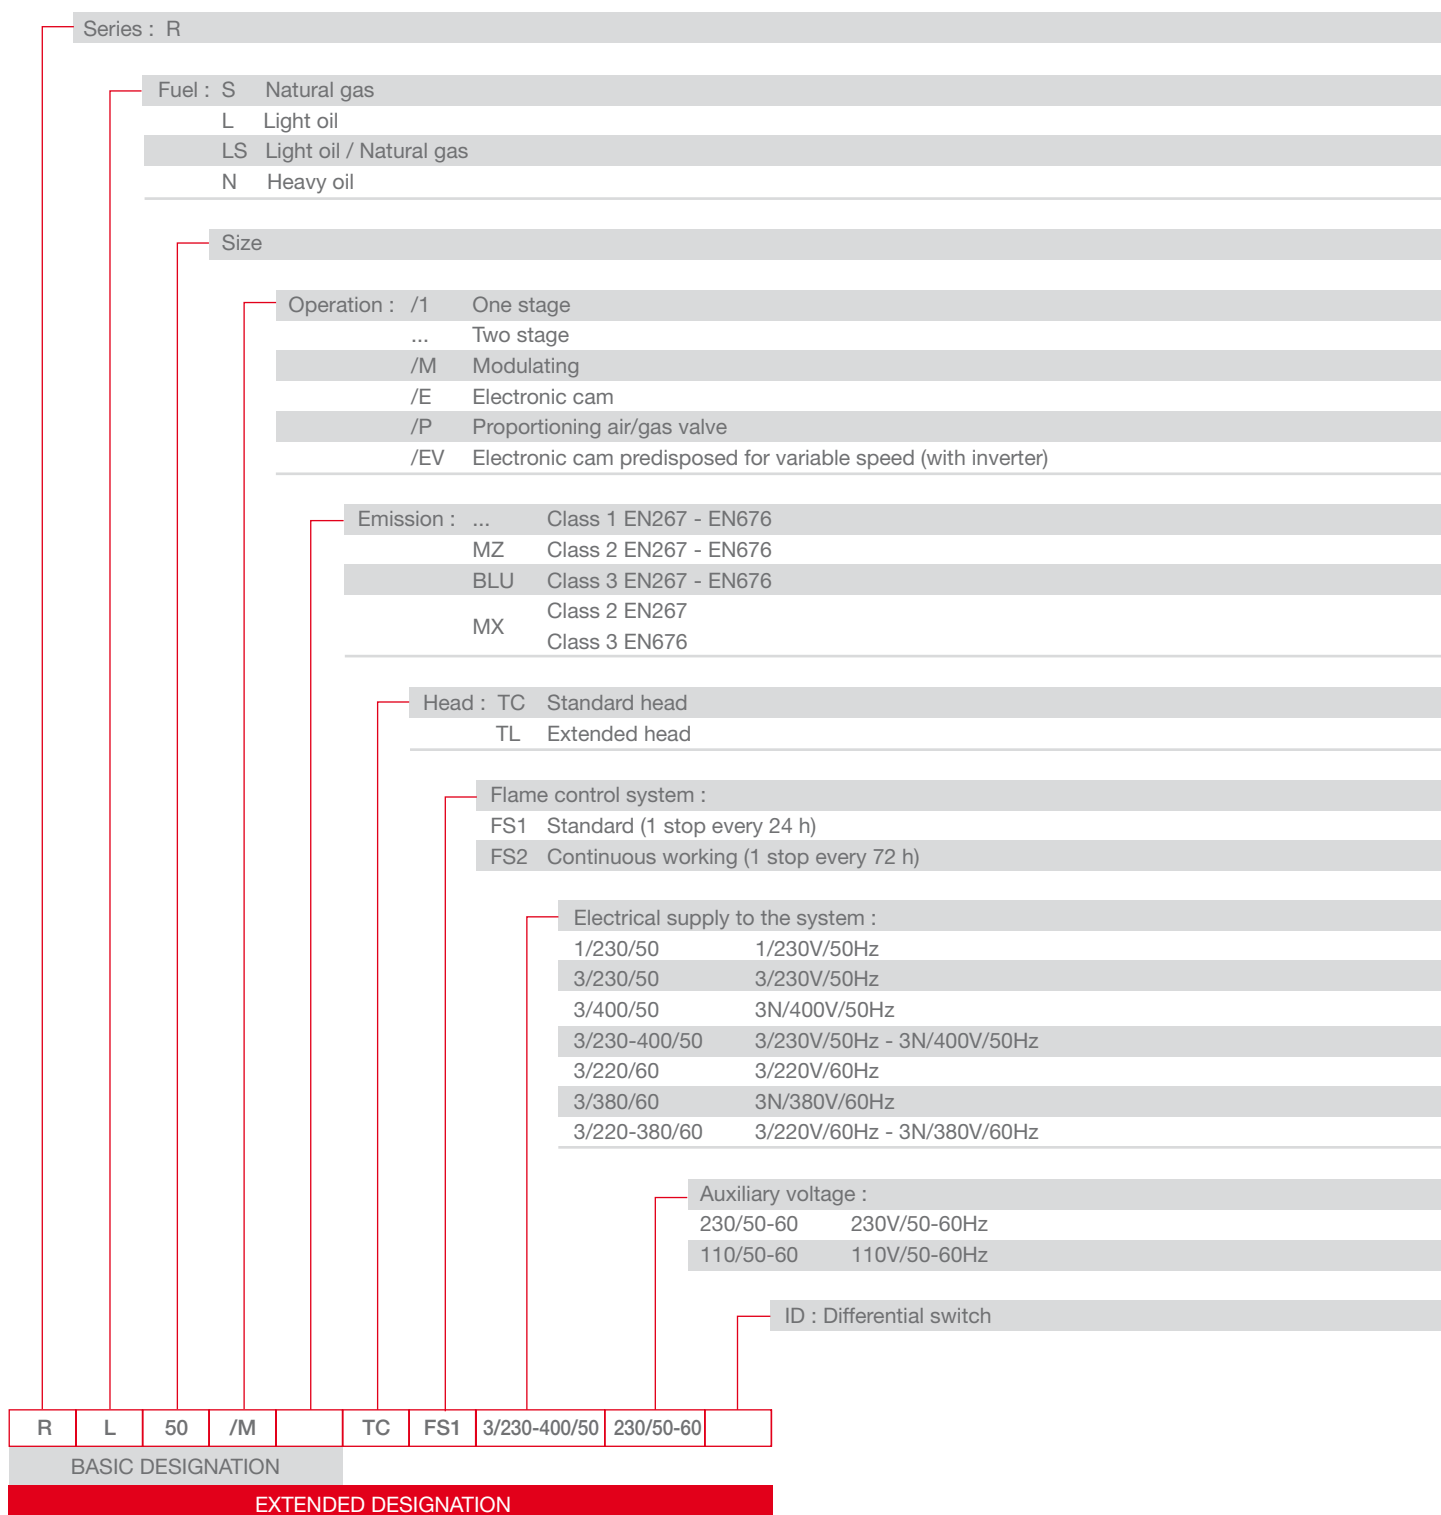 Series : R
Fuel : S Natural gas
L Light oil
LS Light oil / Natural gas
N Heavy oil
Size
Operation : /1 One stage
... Two stage
/M Modulating
/E Electronic cam
/P Proportioning air/gas valve
/EV Electronic cam predisposed for variable speed (with inverter)
Emission : ... Class 1 EN267 - EN676
MZ Class 2 EN267 - EN676
BLU Class 3 EN267 - EN676
MX Class 2 EN267
Class 3 EN676
Head : TC Standard head
TL Extended head
Flame control system :
FS1 Standard (1 stop every 24 h)
FS2 Continuous working (1 stop every 72 h)
Electrical supply to the system :
1/230/50 1/230V/50Hz
3/230/50 3/230V/50Hz
3/400/50 3N/400V/50Hz
3/230-400/50 3/230V/50Hz - 3N/400V/50Hz
3/220/60 3/220V/60Hz
3/380/60 3N/380V/60Hz
3/220-380/60 3/220V/60Hz - 3N/380V/60Hz
Auxiliary voltage :
230/50-60 230V/50-60Hz
110/50-60 110V/50-60Hz
ID : Differential switch
R L 50 /M TC FS1 3/230-400/50 230/50-60
BASIC DESIGNATION
EXTENDED DESIGNATION